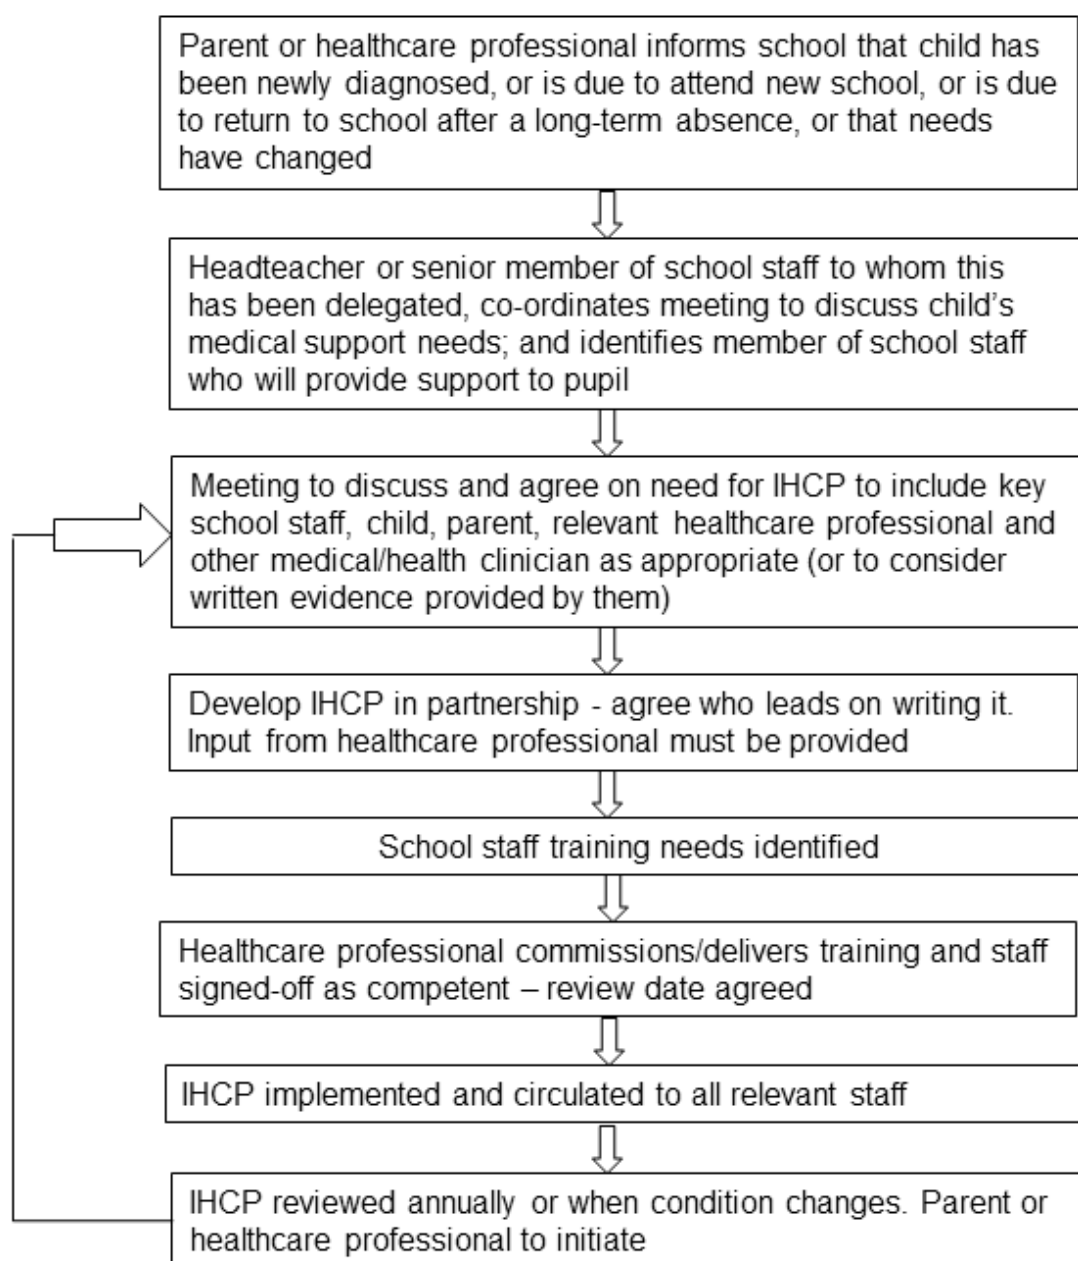 Parent or healthcare professional informs school that child has
been newly diagnosed, or is due to attend new school, or is due
to return to school after a long-term absence, or that needs
have changed
Headteacher or senior member of school staff to whom this
has been delegated, co-ordinates meeting to discuss child's
medical support needs; and identifies member of school staff
who will provide support to pupil
Meeting to discuss and agree on need for IHCP to include key
school staff, child, parent, relevant healthcare professional and
other medical/health clinician as appropriate (or to consider
written evidence provided by them)
Develop IHCP in partnership - agree who leads on writing it.
Input from healthcare professional must be provided
School staff training needs identified
Healthcare professional commissions/delivers training and staff
signed-off as competent – review date agreed
IHCP implemented and circulated to all relevant staff
IHCP reviewed annually or when condition changes. Parent or
healthcare professional to initiate